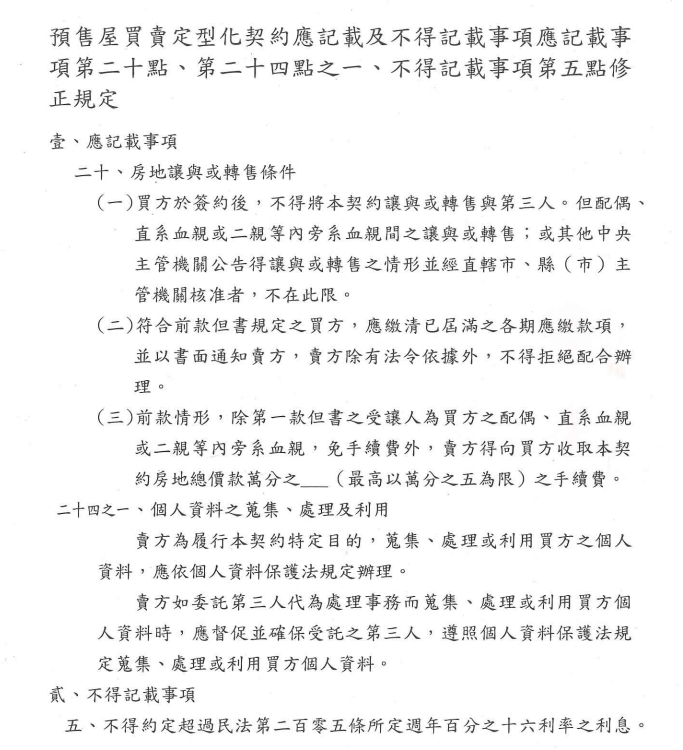 預售屋買賣定型化契約應記載及不得記載事項應記載事
項第二十點、第二十四點之一、不得記載事項第五點修
正規定
壹、應記載事項
二十、房地讓與或轉售條件
(一)買方於簽約後，不得將本契約讓與或轉售與第三人。但配偶、
直系血親或二親等內旁系血親間之讓與或轉售；或其他中央
主管機關公告得讓與或轉售之情形並經直轄市、縣（市）主
管機關核准者，不在此限。
(二)符合前款但書規定之買方，應繳清已屆滿之各期應繳款項，
並以書面通知賣方，賣方除有法令依據外，不得拒絕配合辦
理。
(三)前款情形，除第一款但書之受讓人為買方之配偶、直系血親
或二親等內旁系血親，免手續費外，賣方得向買方收取本契
約房地總價款萬分之___（最高以萬分之五為限）之手續費。
二十四之一、個人資料之蒐集、處理及利用
賣方為履行本契約特定目的，蒐集、處理或利用買方之個人
資料，應依個人資料保護法規定辦理。
賣方如委託第三人代為處理事務而蒐集、處理或利用買方個
人資料時，應督促並確保受託之第三人，遵照個人資料保護法規
定蒐集、處理或利用買方個人資料。
貳、不得記載事項
五、不得約定超過民法第二百零五條所定週年百分之十六利率之利息。